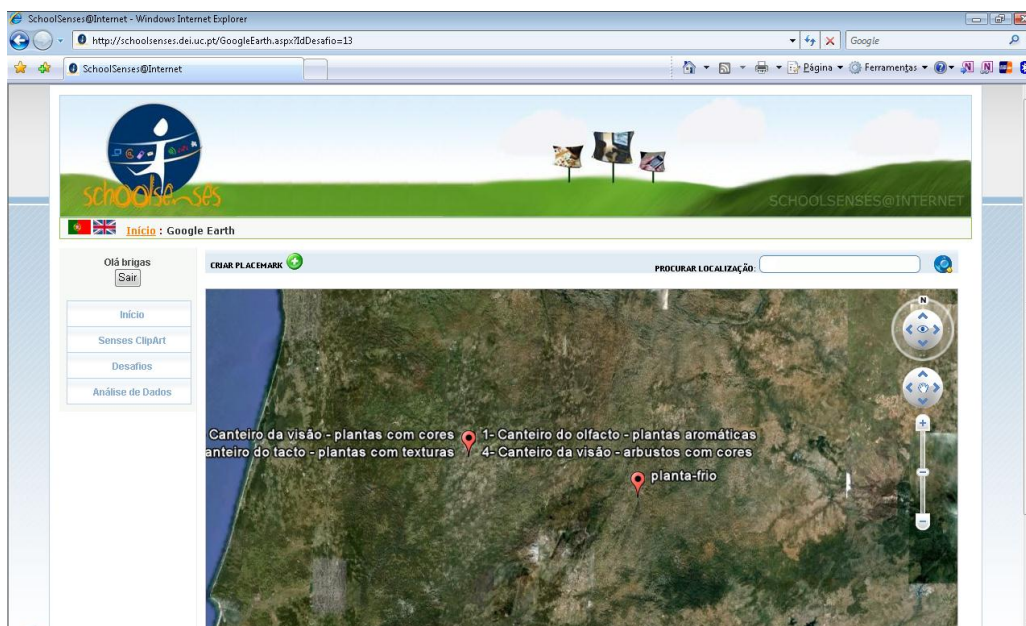 SchoolSenses@Internet - Windows Internet Explorer
http://schoolsenses.dei.uc.pt/GoogleEarth.aspx?IdDesafio=13
Google
SchoolSenses@Internet
Página
Ferramentas
schoolsenses
SCHOOLSENSES@INTERNET
Início : Google Earth
Olá brigas
Sair
CRIAR PLACEMARK
PROCURAR LOCALIZAÇÃO:
Início
Senses ClipArt
Desafios
Análise de Dados
N
Canteiro da visão - plantas com cores
1- Canteiro do olfacto - plantas aromáticas
anteiro do tacto - plantas com texturas
4- Canteiro da visão - arbustos com cores
planta-frio